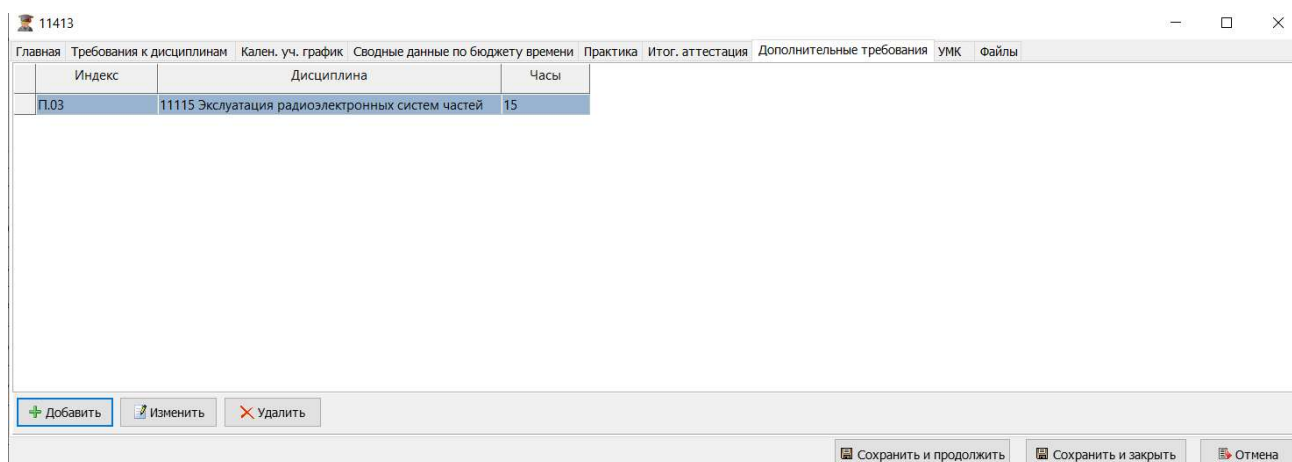 11413
Главная Требования к дисциплинам Кален. уч. график Сводные данные по бюджету времени Практика Итог. аттестация Дополнительные требования УМК Файлы
Индекс Дисциплина Часы
П.03 11115 Экслуатация радиоэлектронных систем частей 15
Добавить Изменить Удалить
Сохранить и продолжить Сохранить и закрыть Отмена